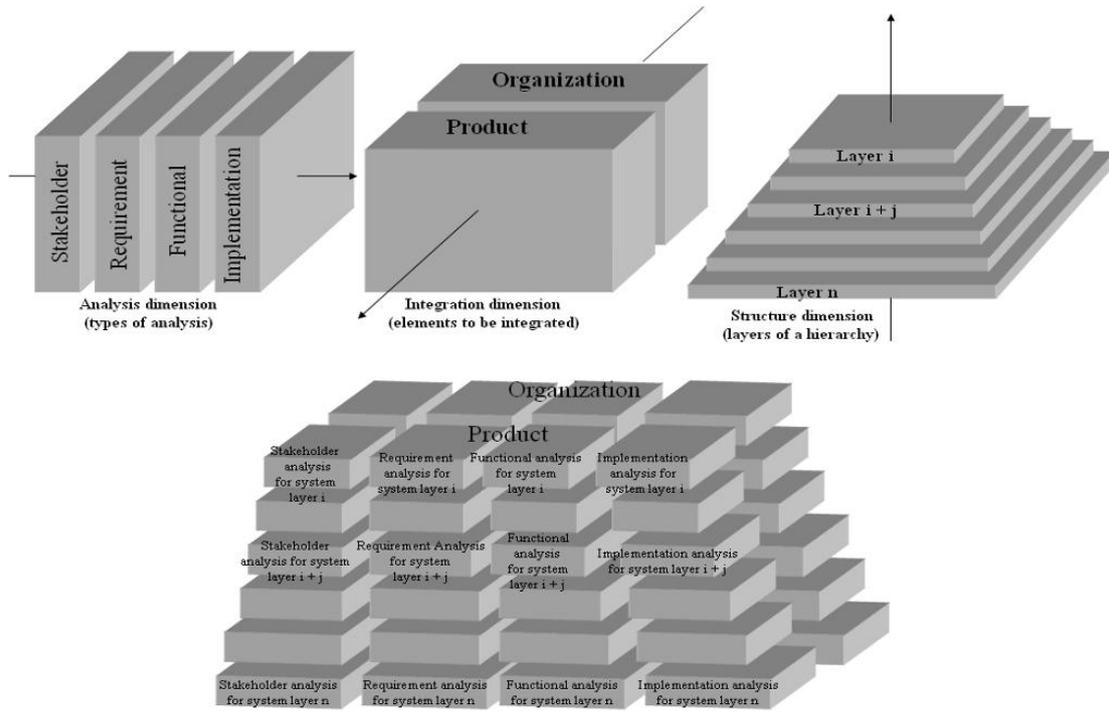 Stakeholder
Requirement
Functional
Implementation
Analysis dimension
(types of analysis)
Organization
Product
Integration dimension
(elements to be integrated)
Layer i
Layer i + j
Layer n
Structure dimension
(layers of a hierarchy)
Organization
Product
Stakeholder
analysis
for system
layer i
Requirement
analysis for
system layer i
Functional analysis
for system
layer i
Implementation
analysis for
system layer i
Stakeholder
analysis for system
layer i + j
Requirement Analysis
for system
layer i + j
Functional
analysis
for system
layer i + j
Implementation analysis
for system layer i + j
Stakeholder analysis
for system layer n
Requirement analysis
for system layer n
Functional analysis
for system layer n
Implementation analysis
for system layer n